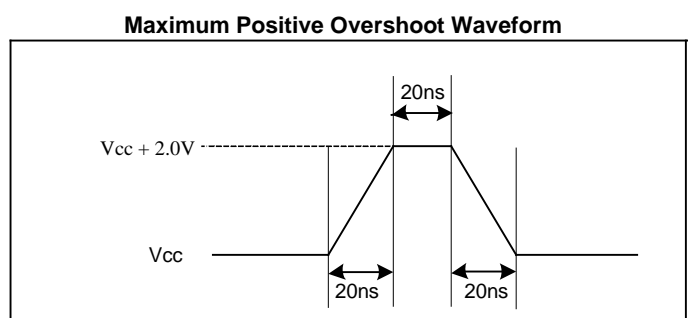 Maximum Positive Overshoot Waveform
20ns
Vcc + 2.0V
Vcc
20ns
20ns